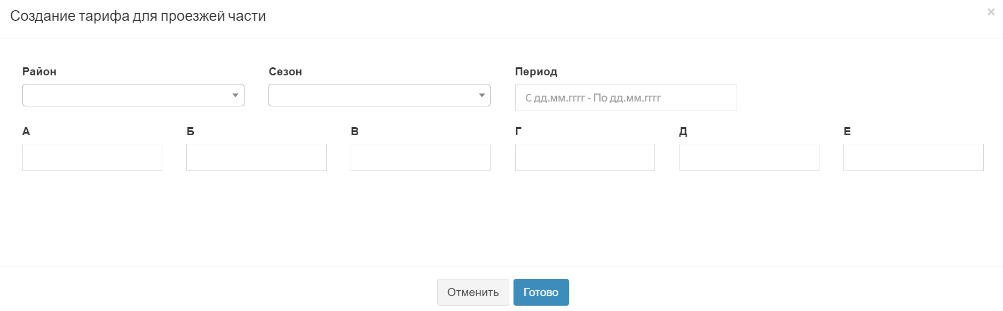 Создание тарифа для проезжей части
×
Район Сезон Период
С дд.мм.гггг - По дд.мм.гггг
А Б В Г Д Е
Отменить Готово